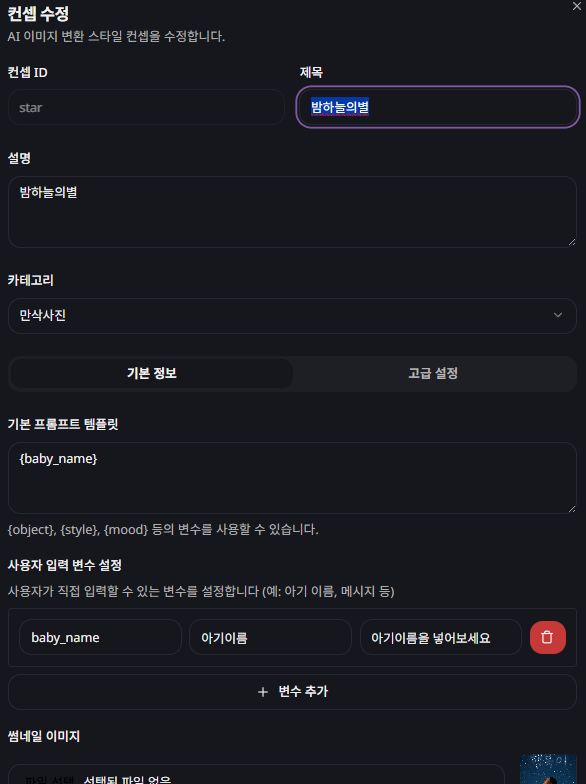 컨셉 수정
AI 이미지 변환 스타일 컨셉을 수정합니다.
컨셉 ID
제목
star
밤하늘의별
설명
밤하늘의별
카테고리
만삭사진
기본 정보
고급 설정
기본 프롬프트 템플릿
{baby_name}
{object}, {style}, {mood} 등의 변수를 사용할 수 있습니다.
사용자 입력 변수 설정
사용자가 직접 입력할 수 있는 변수를 설정합니다 (예: 아기 이름, 메시지 등)
baby_name
아기이름
아기이름을 넣어보세요
변수 추가
썸네일 이미지
파일 선택 선택된 파일 없음